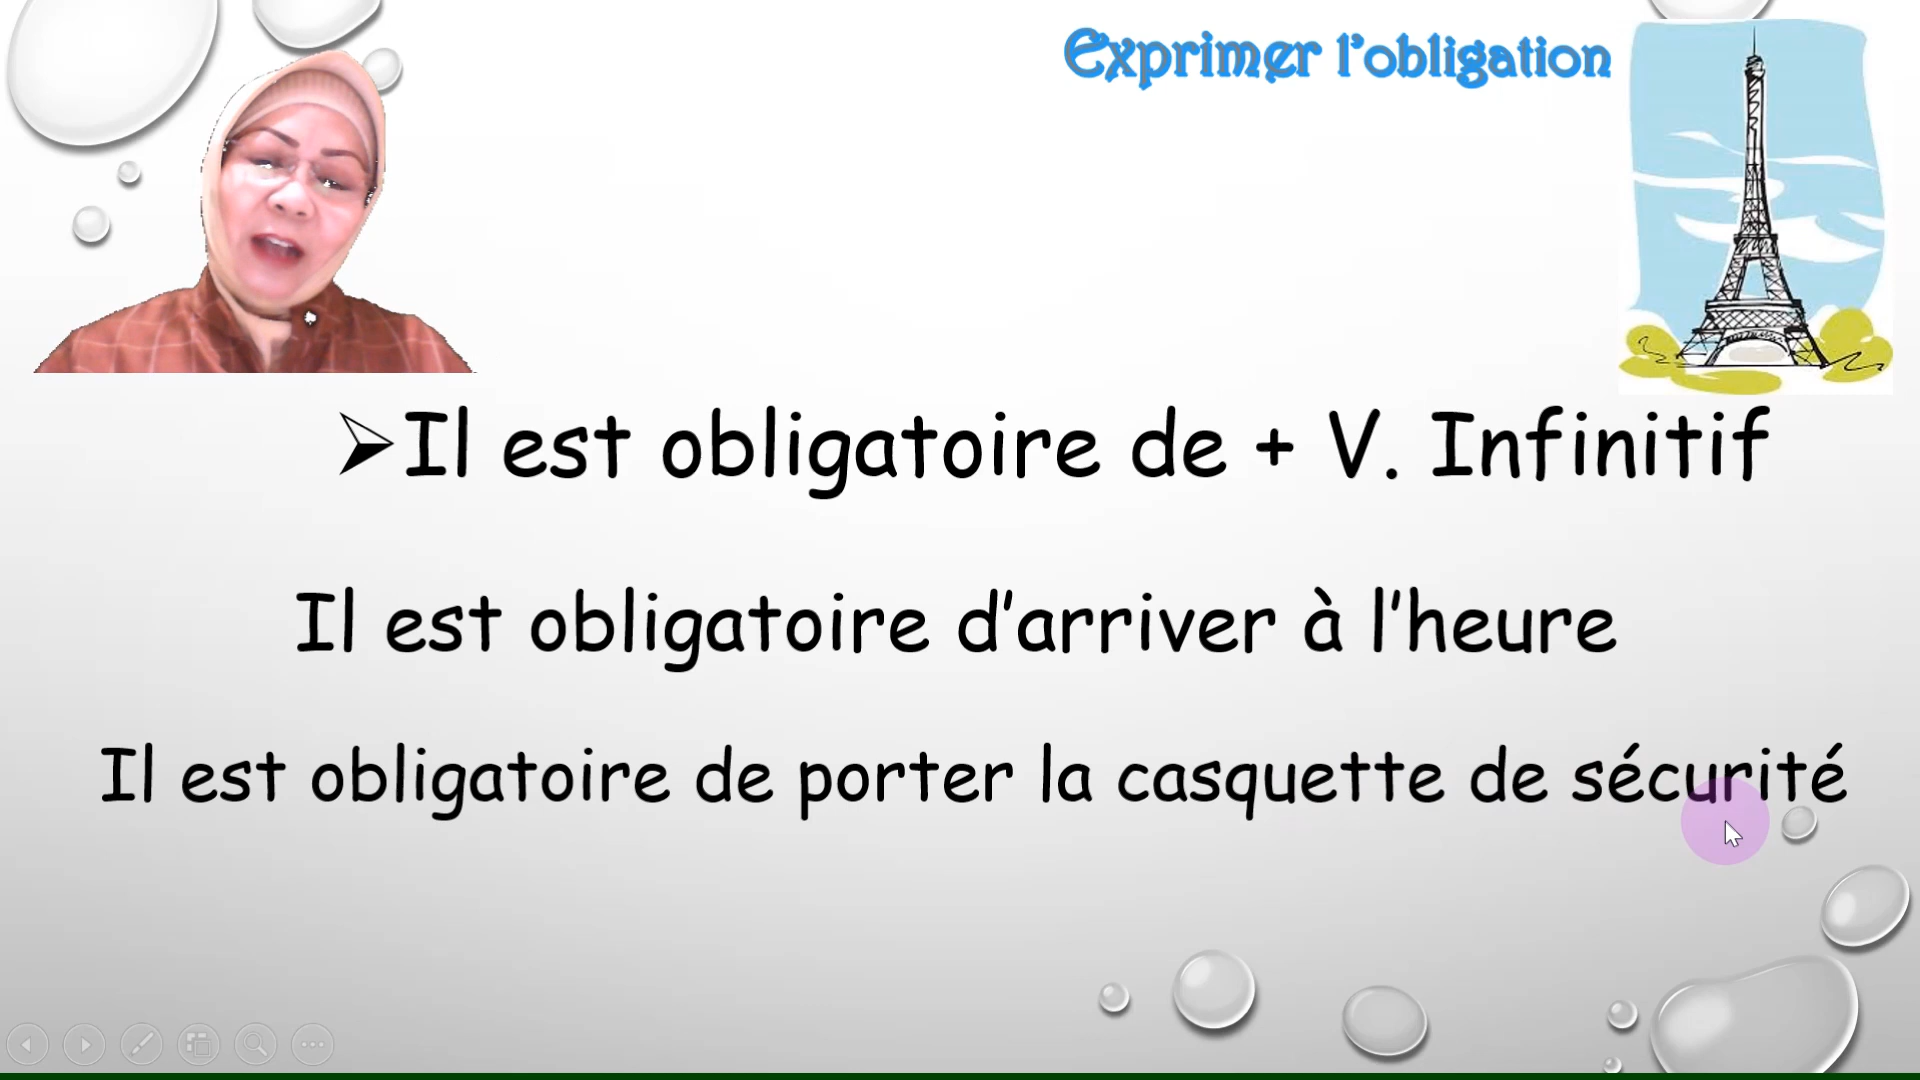 Exprimer l'obligation
➢Il est obligatoire de + V. Infinitif
Il est obligatoire d'arriver à l'heure
Il est obligatoire de porter la casquette de sécurité